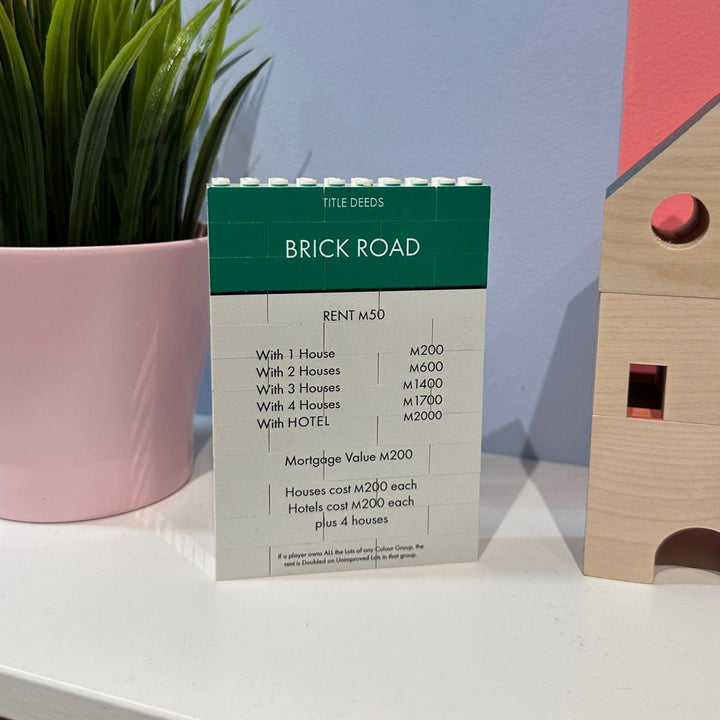 TITLE DEEDS
BRICK ROAD
RENT M50
With 1 House M200
With 2 Houses M600
With 3 Houses M1400
With 4 Houses M1700
With HOTEL M2000
Mortgage Value M200
Houses cost M200 each
Hotels cost M200 each
plus 4 houses
If a player owns ALL the Lots of any Colour Group, the
rent is Doubled on Unimproved Lots in that group.